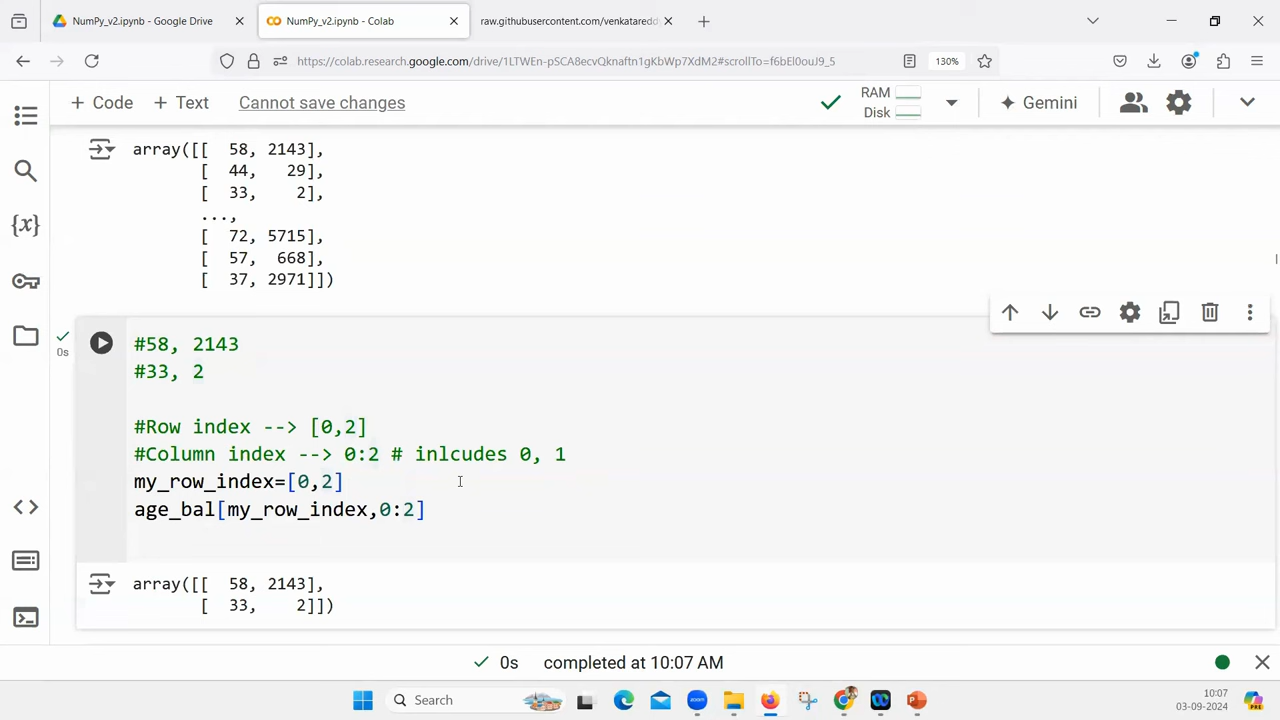 NumPy_v2.ipynb - Google Drive
NumPy_v2.ipynb - Colab
raw.githubusercontent.com/venkatareddy
https://colab.research.google.com/drive/1LTWEn-pSCA8ecvQknaftn1gKbWp7XdM2#scrollTo=f6bEl0ouJ9_5
130%
+ Code + Text Cannot save changes
RAM
Disk
Gemini
array([[ 58, 2143],
[ 44, 29],
[ 33, 2],
...,
[ 72, 5715],
[ 57, 668],
[ 37, 2971]])
{x}
0s
#58, 2143
#33, 2
#Row index --> [0,2]
#Column index --> 0:2 # inlcudes 0, 1
my_row_index=[0,2]
age_bal[my_row_index,0:2]
array([[ 58, 2143],
[ 33, 2]])
0s completed at 10:07 AM
Search
10:07
03-09-2024